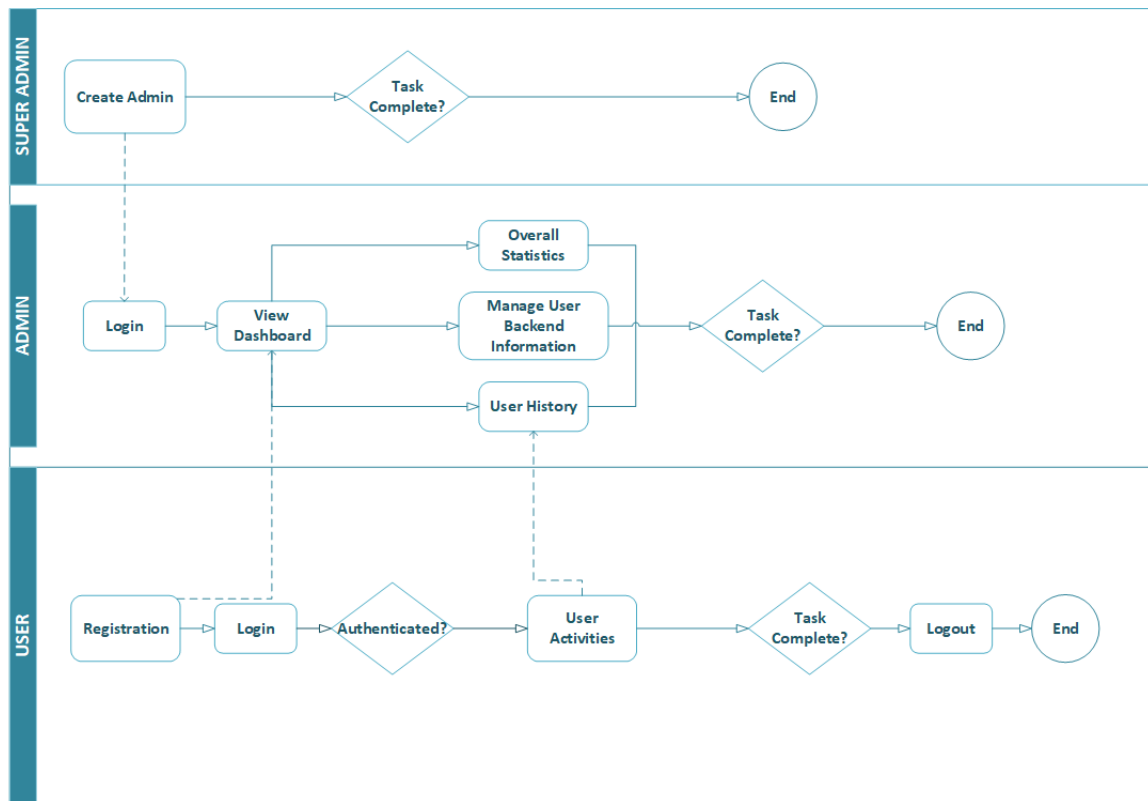 SUPER ADMIN
Create Admin
Task
Complete?
End
ADMIN
Login
View
Dashboard
Overall
Statistics
Manage User
Backend
Information
User History
Task
Complete?
End
USER
Registration
Login
Authenticated?
User
Activities
Task
Complete?
Logout
End